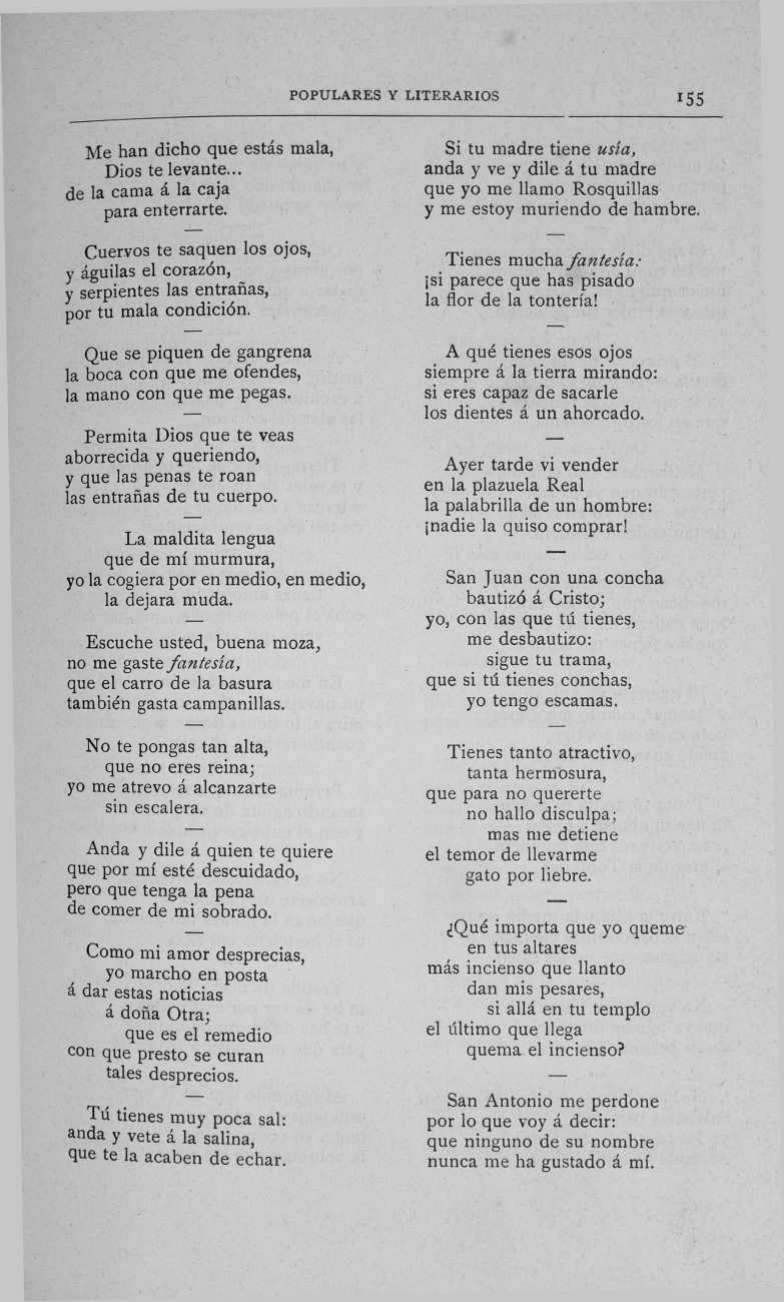 POPULARES Y LITERARIOS 155
Me han dicho que estás mala,
Dios te levante...
de la cama á la caja
para enterrarte.
—
Cuervos te saquen los ojos,
y águilas el corazón,
y serpientes las entrañas,
por tu mala condición.
—
Que se piquen de gangrena
la boca con que me ofendes,
la mano con que me pegas.
—
Permita Dios que te veas
aborrecida y queriendo,
y que las penas te roan
las entrañas de tu cuerpo.
—
La maldita lengua
que de mí murmura,
yo la cogiera por en medio, en medio,
la dejara muda.
—
Escuche usted, buena moza,
no me gaste fantesía,
que el carro de la basura
también gasta campanillas.
—
No te pongas tan alta,
que no eres reina;
yo me atrevo á alcanzarte
sin escalera.
—
Anda y dile á quien te quiere
que por mí esté descuidado,
pero que tenga la pena
de comer de mi sobrado.
—
Como mi amor desprecias,
yo marcho en posta
á dar estas noticias
á doña Otra;
que es el remedio
con que presto se curan
tales desprecios.
—
Tú tienes muy poca sal:
anda y vete á la salina,
que te la acaben de echar.
Si tu madre tiene usía,
anda y ve y dile á tu madre
que yo me llamo Rosquillas
y me estoy muriendo de hambre.
—
Tienes mucha fantesía:
¡si parece que has pisado
la flor de la tontería!
—
A qué tienes esos ojos
siempre á la tierra mirando:
si eres capaz de sacarle
los dientes á un ahorcado.
—
Ayer tarde vi vender
en la plazuela Real
la palabrilla de un hombre:
¡nadie la quiso comprar!
—
San Juan con una concha
bautizó á Cristo;
yo, con las que tú tienes,
me desbautizo:
sigue tu trama,
que si tú tienes conchas,
yo tengo escamas.
—
Tienes tanto atractivo,
tanta hermosura,
que para no quererte
no hallo disculpa;
mas me detiene
el temor de llevarme
gato por liebre.
—
¿Qué importa que yo queme
en tus altares
más incienso que llanto
dan mis pesares,
si allá en tu templo
el último que llega
quema el incienso?
—
San Antonio me perdone
por lo que voy á decir:
que ninguno de su nombre
nunca me ha gustado á mí.